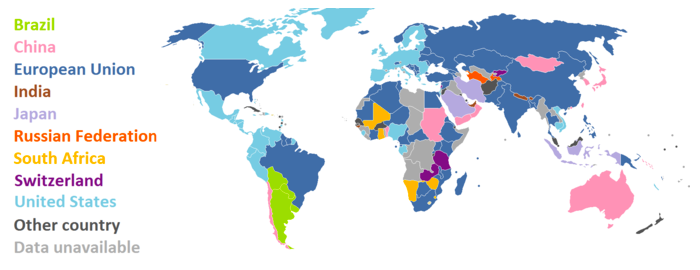 Brazil
China
European Union
India
Japan
Russian Federation
South Africa
Switzerland
United States
Other country
Data unavailable